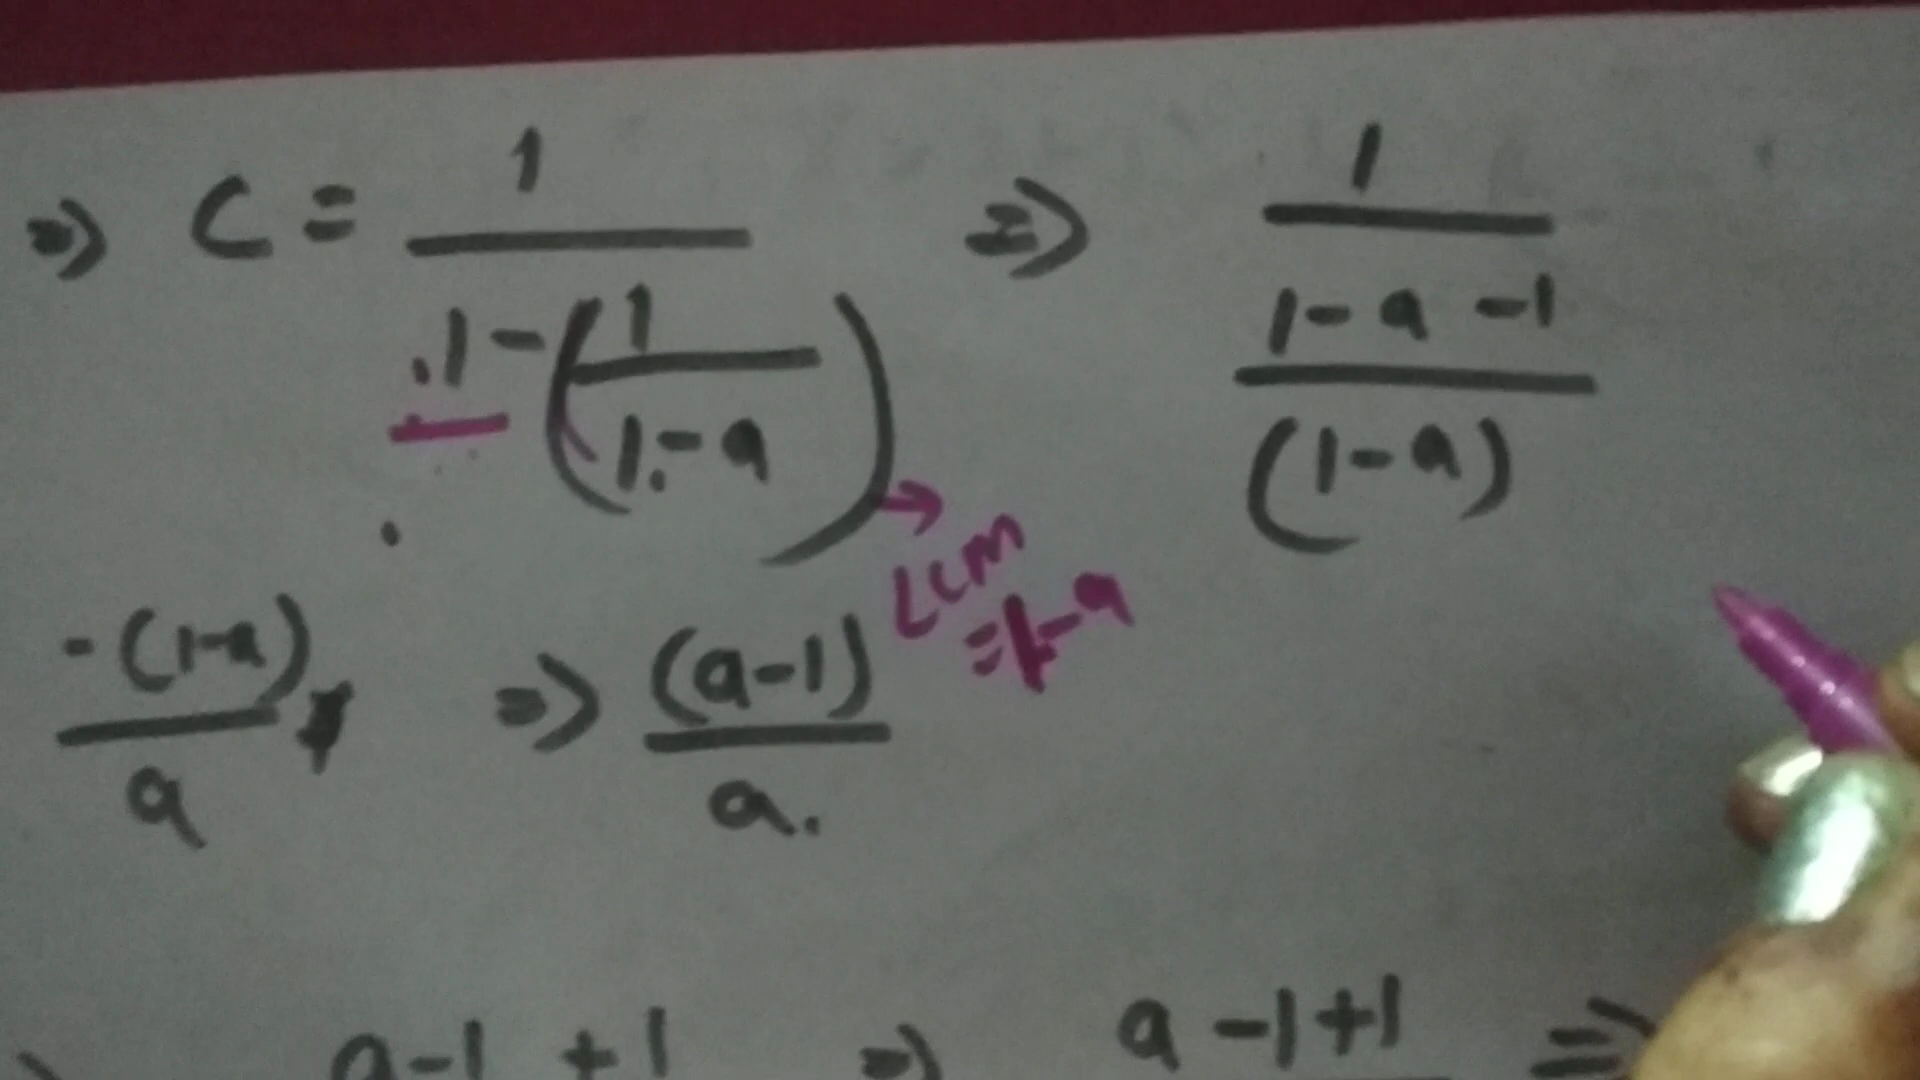 ⇒ C = 1 / (1 - (1 / (1 - a))) ⇒ 1 / ((1 - a - 1) / (1 - a))
→ LCM = 1 - a
-(1-a) / a, ⇒ (a-1) / a.
a-1 + 1 ⇒ a -1+1 ⇒